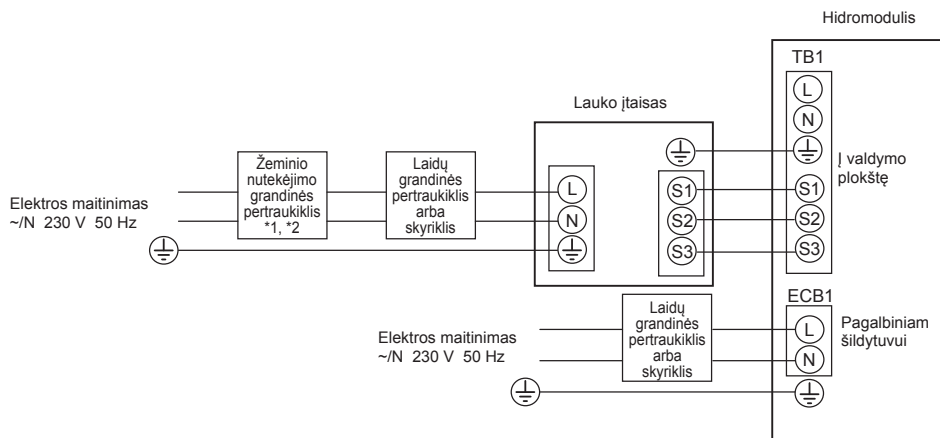 Hidromodulis
TB1
L
N
Į valdymo
plokštę
S1
S2
S3
Lauko įtaisas
L
N
S1
S2
S3
Žeminio
nutekėjimo
grandinės
pertraukiklis
*1, *2
Laidų
grandinės
pertraukiklis
arba
skyriklis
Elektros maitinimas
~/N 230 V 50 Hz
ECB1
L
N
Pagalbiniam
šildytuvui
Laidų
grandinės
pertraukiklis
arba
skyriklis
Elektros maitinimas
~/N 230 V 50 Hz